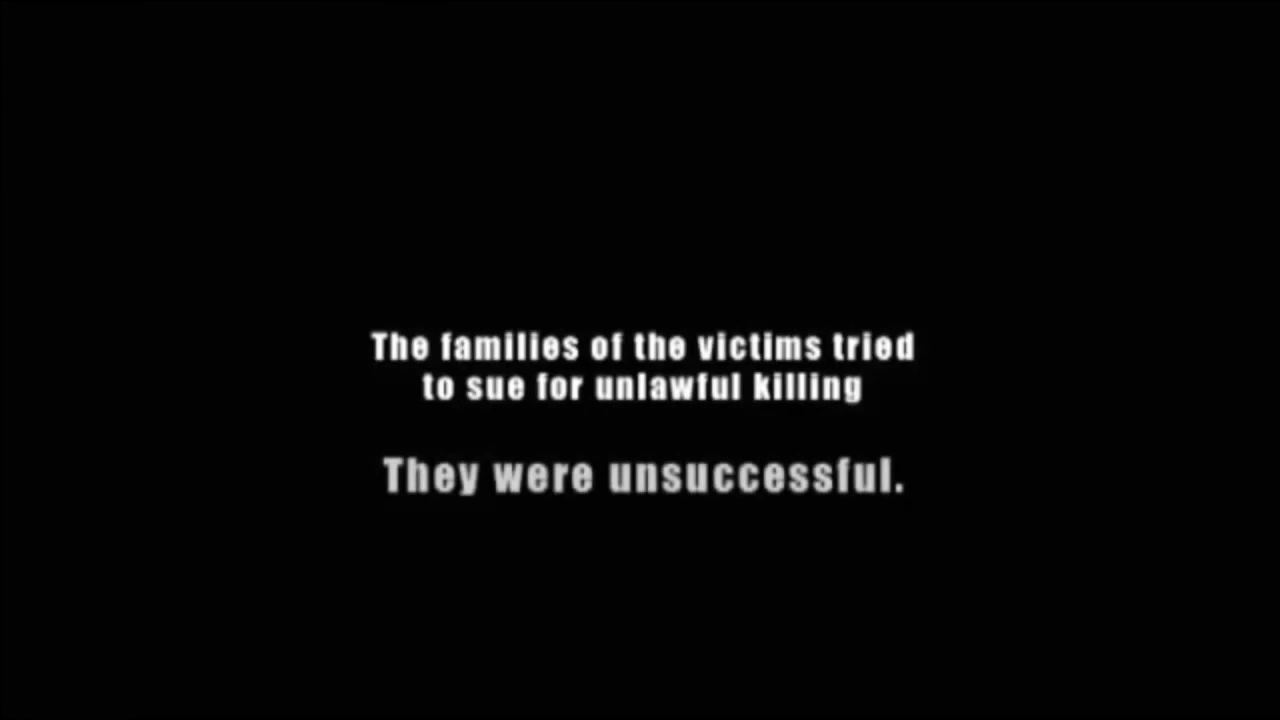 The families of the victims tried
to sue for unlawful killing
They were unsuccessful.